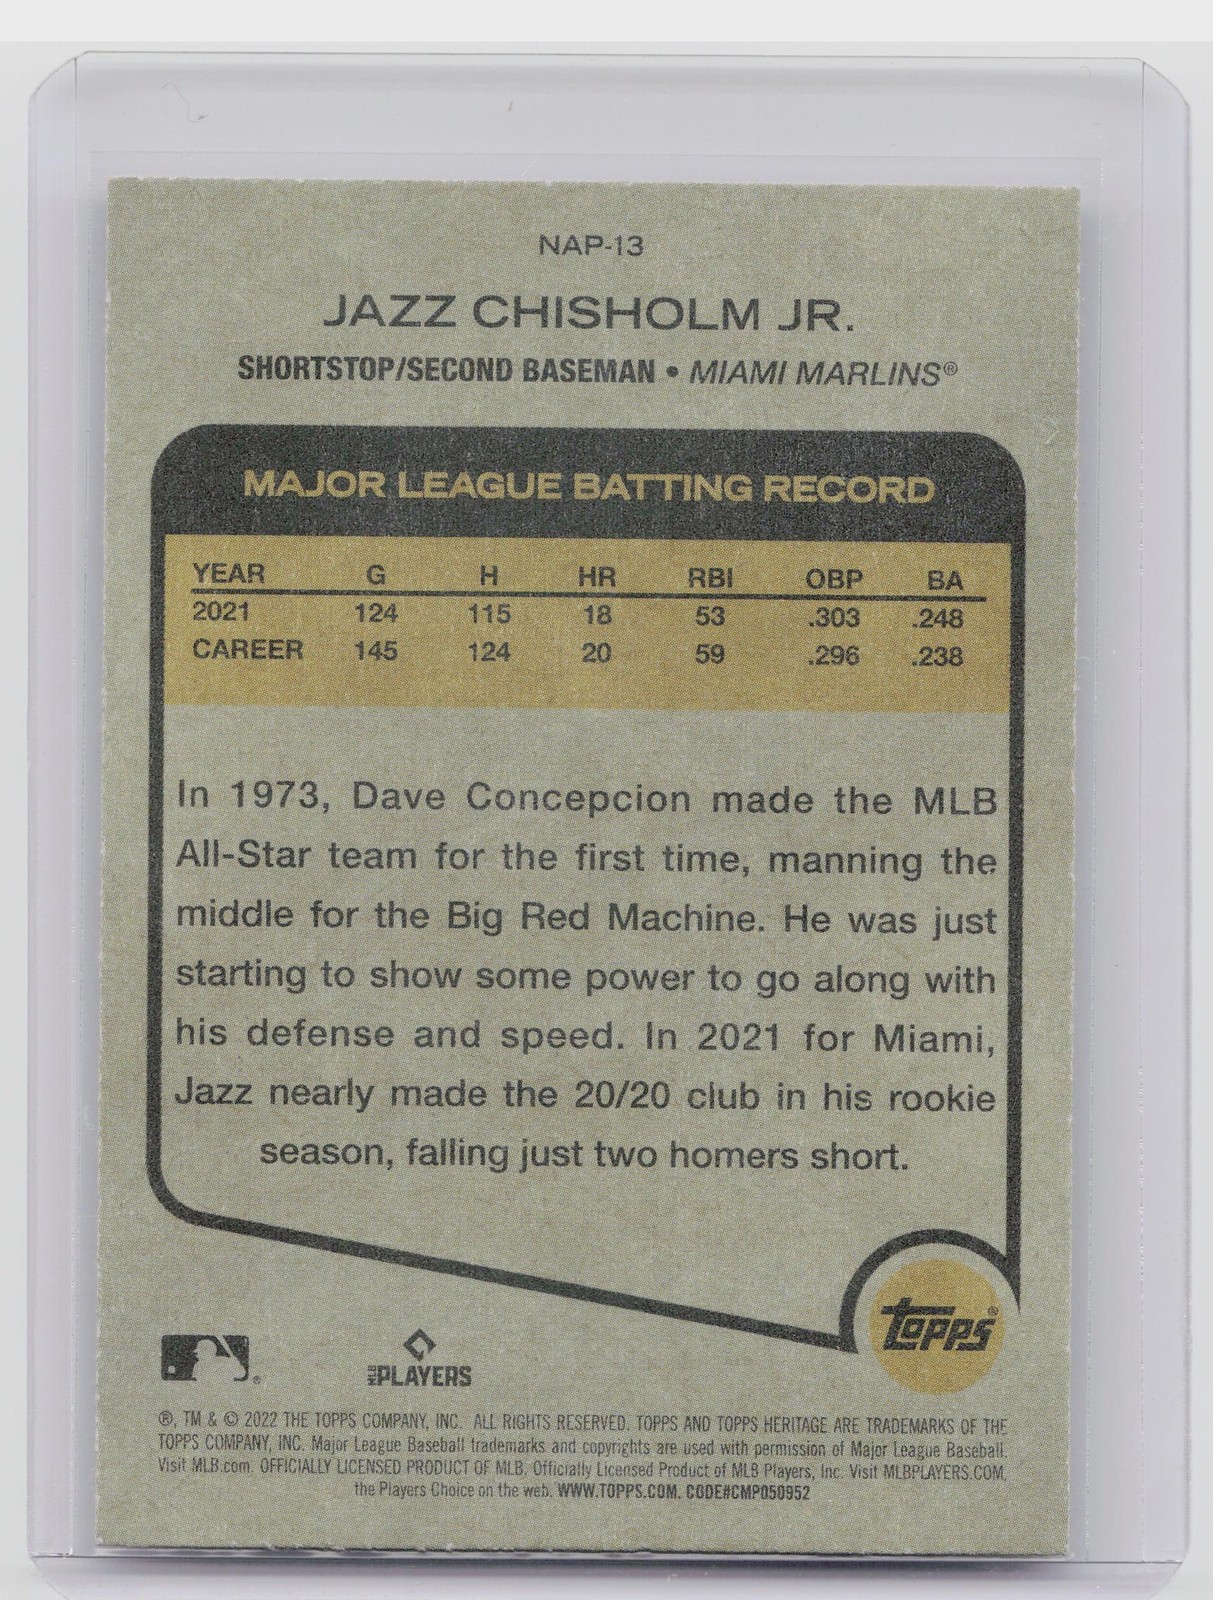 NAP-13
JAZZ CHISHOLM JR.
SHORTSTOP/SECOND BASEMAN • MIAMI MARLINS®
MAJOR LEAGUE BATTING RECORD
YEAR G H HR RBI OBP BA
2021 124 115 18 53 .303 .248
CAREER 145 124 20 59 .296 .238
In 1973, Dave Concepcion made the MLB
All-Star team for the first time, manning the
middle for the Big Red Machine. He was just
starting to show some power to go along with
his defense and speed. In 2021 for Miami,
Jazz nearly made the 20/20 club in his rookie
season, falling just two homers short.
Topps®
MLB PLAYERS
®, TM & © 2022 THE TOPPS COMPANY, INC. ALL RIGHTS RESERVED. TOPPS AND TOPPS HERITAGE ARE TRADEMARKS OF THE
TOPPS COMPANY, INC. Major League Baseball trademarks and copyrights are used with permission of Major League Baseball.
Visit MLB.com. OFFICIALLY LICENSED PRODUCT OF MLB. Officially Licensed Product of MLB Players, Inc. Visit MLBPLAYERS.COM,
the Players Choice on the web. WWW.TOPPS.COM. CODE#CMP050952